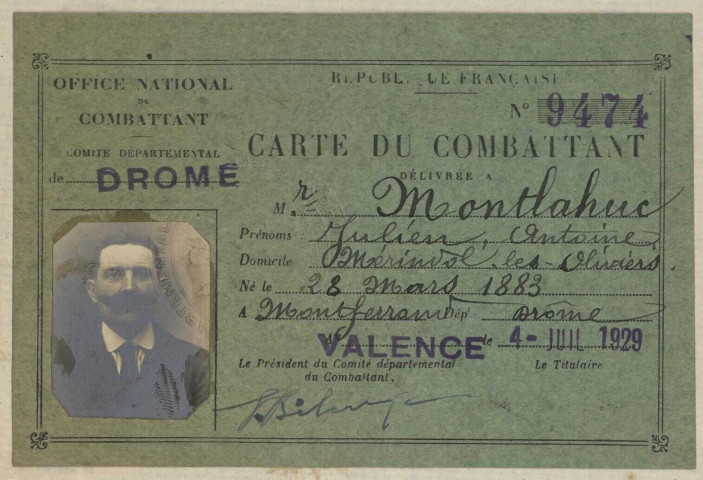 OFFICE NATIONAL
DU
COMBATTANT
COMITÉ DÉPARTEMENTAL
de DROME
RÉPUBLIQUE FRANÇAISE
N° 9474
CARTE DU COMBATTANT
DÉLIVRÉE A
M. r Montlahuc
Prénoms : Julien, Antoine,
Domicile Mérindol-les-Oliviers.
Né le 28 Mars 1883
A Montferrand Dépt Drôme
A VALENCE le 4- JUIL 1929
Le Président du Comité départemental
du Combattant,
Le Titulaire